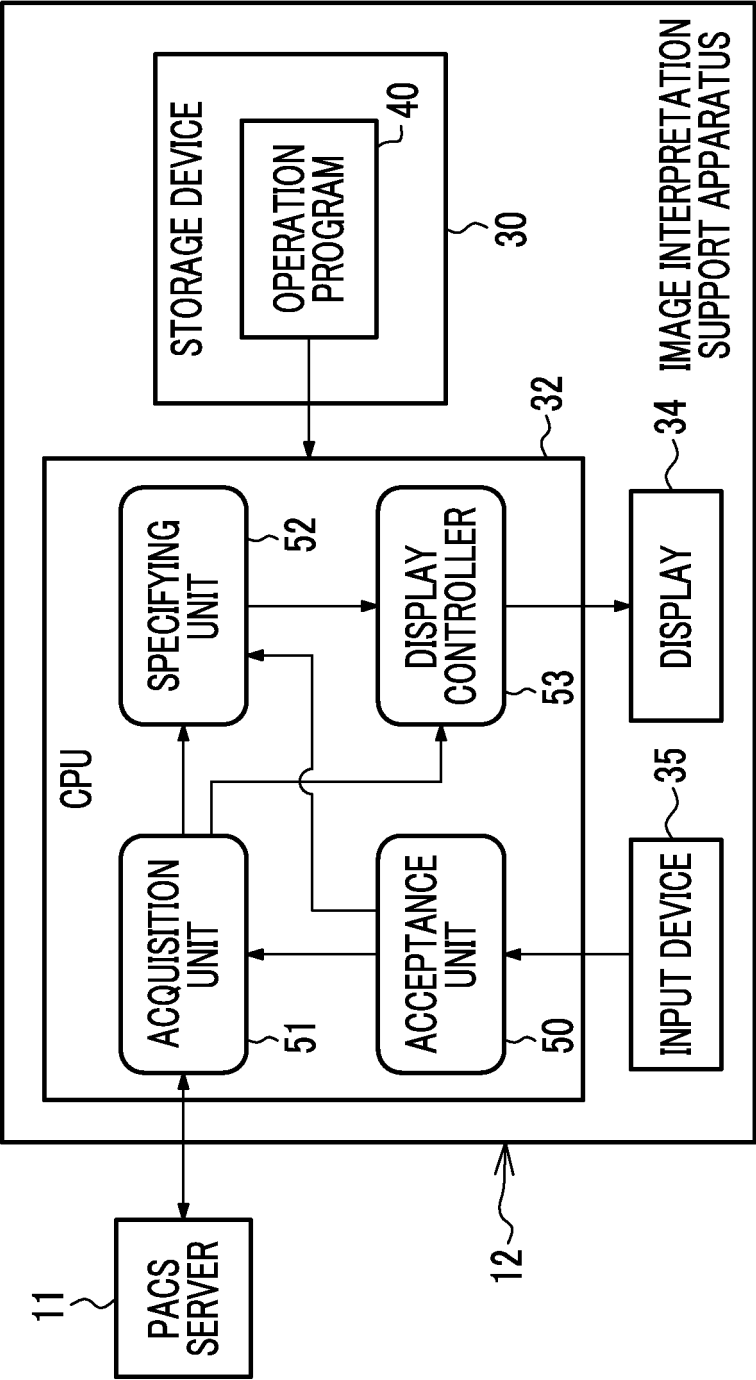 11
PACS
SERVER
12
CPU
ACQUISITION
UNIT
51
SPECIFYING
UNIT
52
ACCEPTANCE
UNIT
50
DISPLAY
CONTROLLER
53
32
STORAGE DEVICE
OPERATION
PROGRAM
40
30
INPUT DEVICE
35
DISPLAY
34
IMAGE INTERPRETATION
SUPPORT APPARATUS